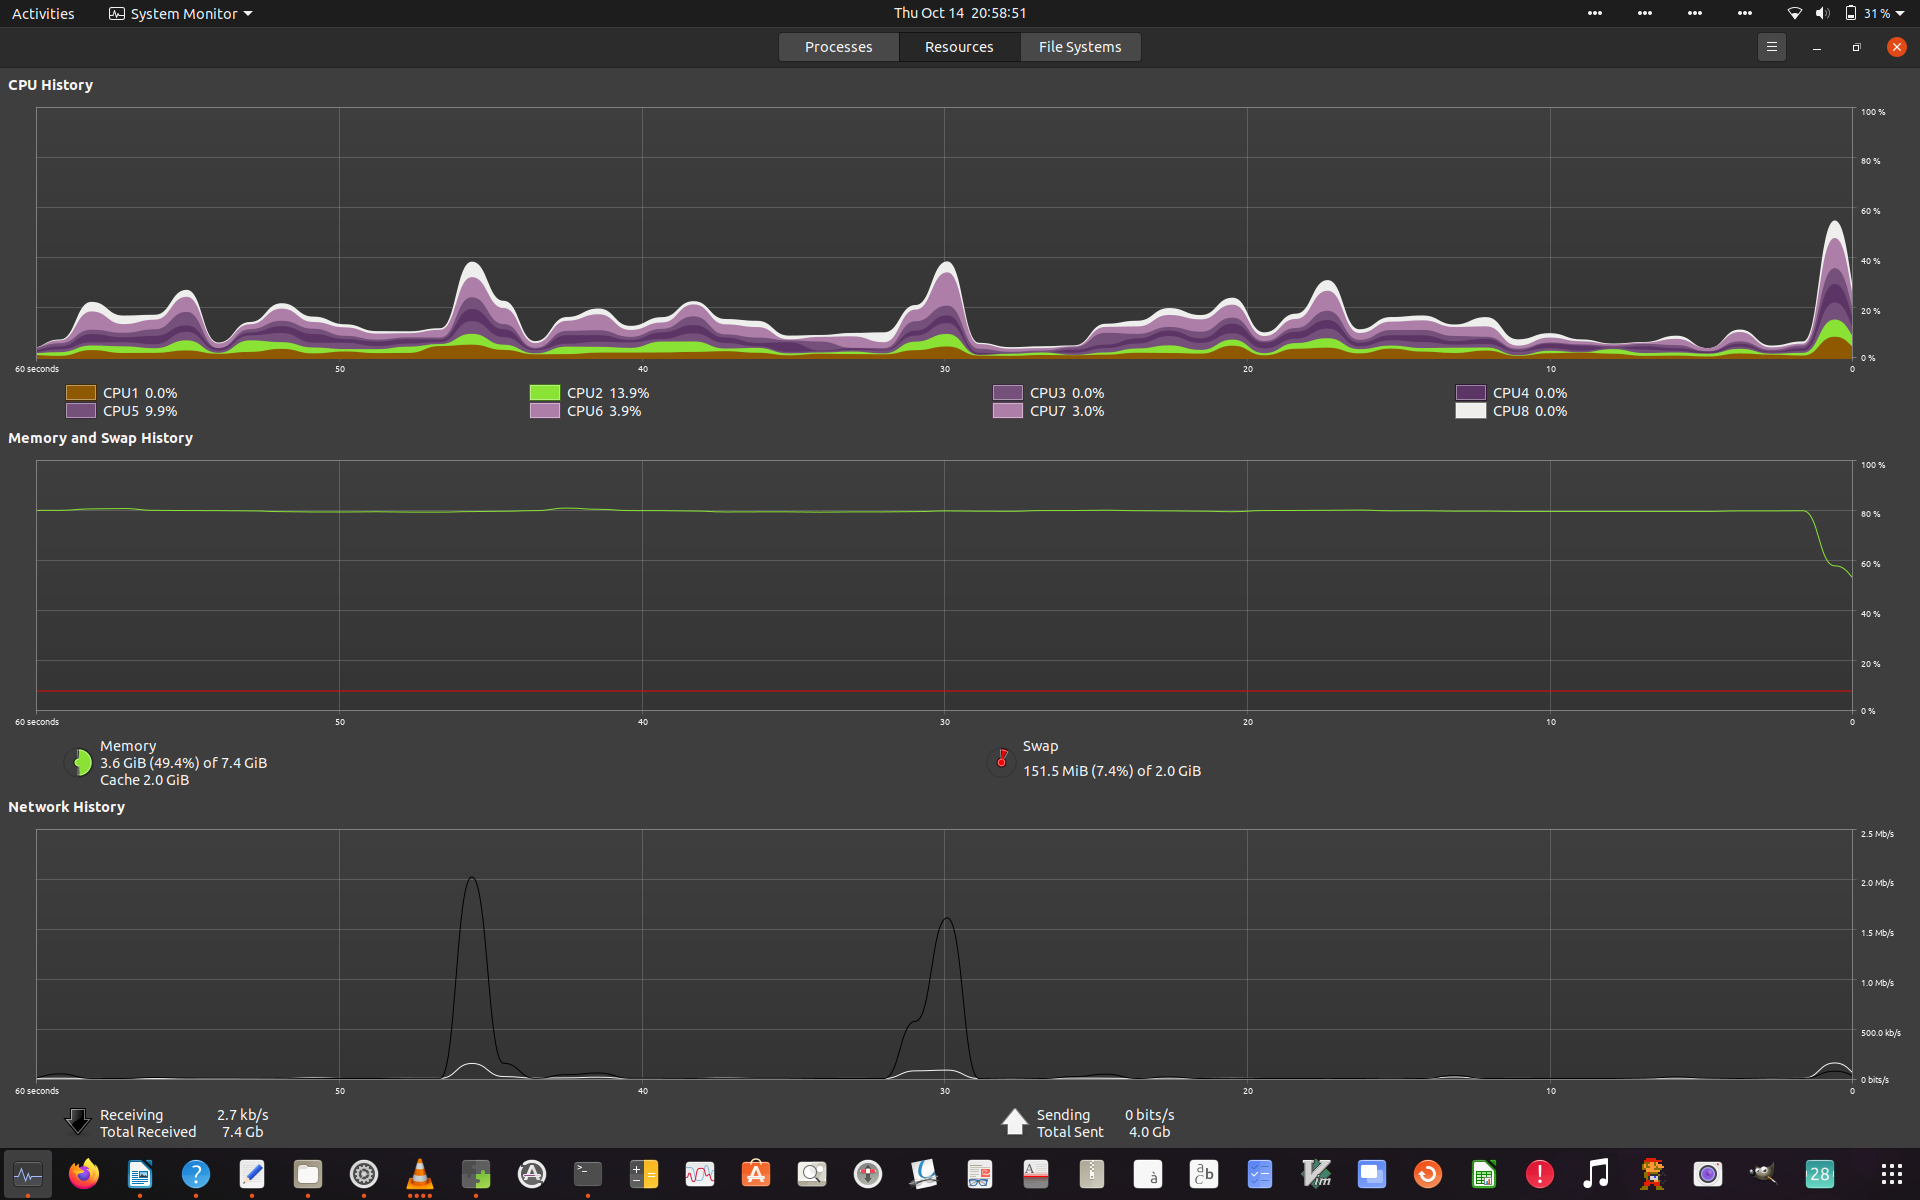 Activities System Monitor Thu Oct 14 20:58:51 31 %
Processes Resources File Systems
CPU History
100 %
80 %
60 %
40 %
20 %
0 %
60 seconds 50 40 30 20 10 0
CPU1 0.0% CPU2 13.9% CPU3 0.0% CPU4 0.0%
CPU5 9.9% CPU6 3.9% CPU7 3.0% CPU8 0.0%
Memory and Swap History
100 %
80 %
60 %
40 %
20 %
0 %
60 seconds 50 40 30 20 10 0
Memory
3.6 GiB (49.4%) of 7.4 GiB
Cache 2.0 GiB
Swap
151.5 MiB (7.4%) of 2.0 GiB
Network History
2.5 Mb/s
2.0 Mb/s
1.5 Mb/s
1.0 Mb/s
500.0 kb/s
0 bits/s
60 seconds 50 40 30 20 10 0
Receiving 2.7 kb/s
Total Received 7.4 Gb
Sending 0 bits/s
Total Sent 4.0 Gb
28